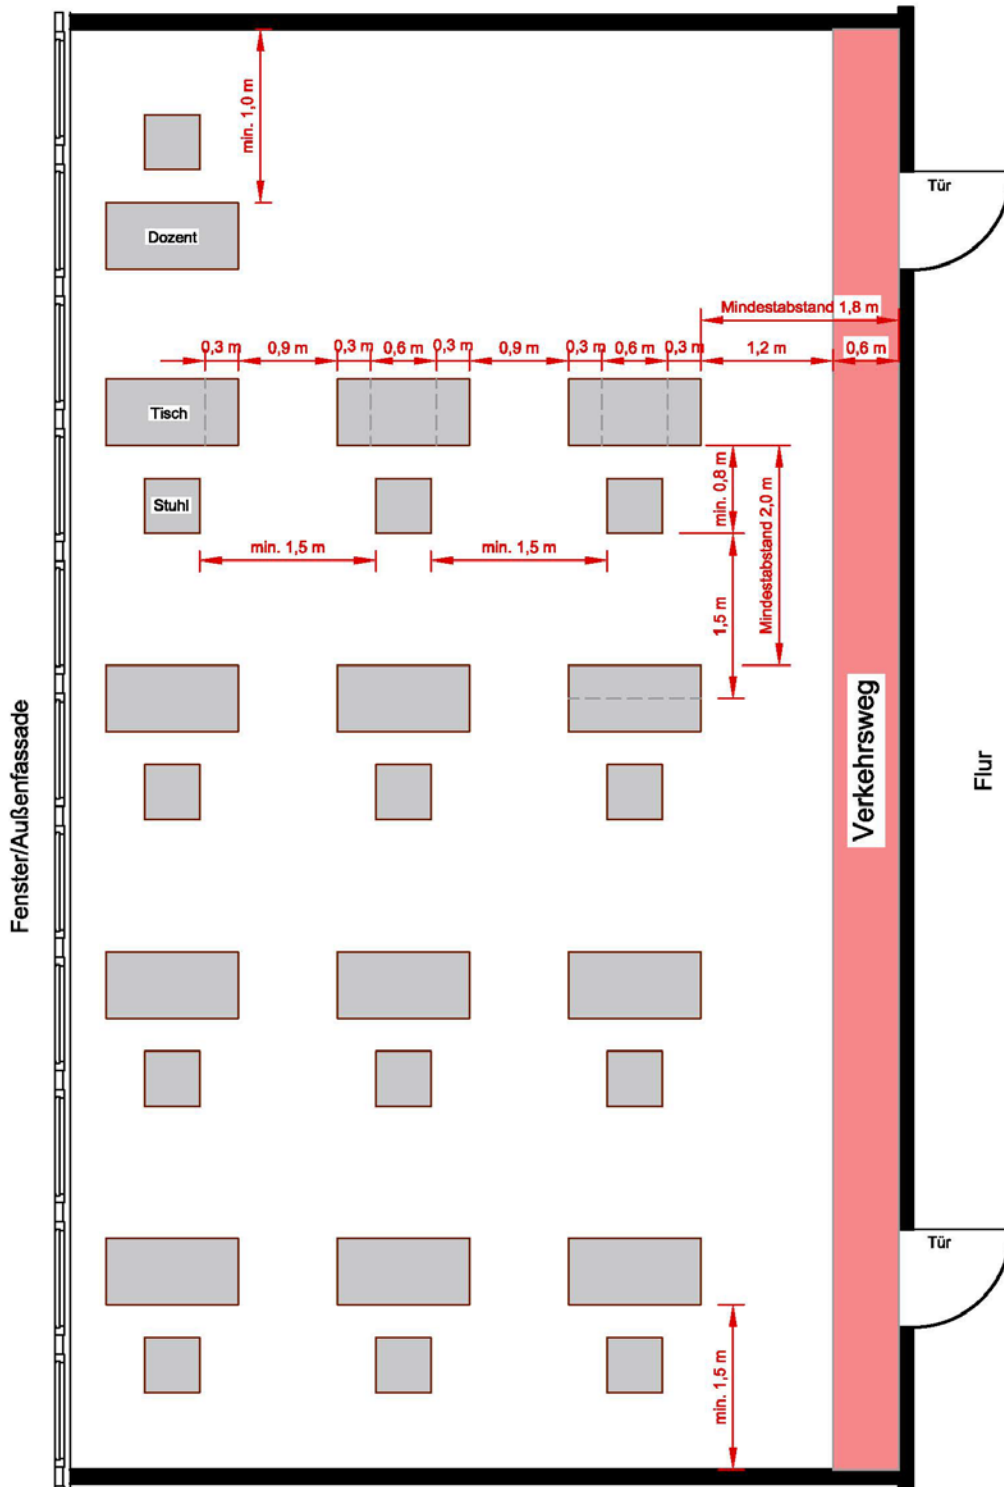 min. 1,0 m
Tür
Dozent
Mindestabstand 1,8 m
0,3 m
0,9 m
0,3 m
0,6 m
0,3 m
0,9 m
0,3 m
0,6 m
0,3 m
1,2 m
0,6 m
Tisch
Stuhl
min. 0,8 m
Mindestabstand 2,0 m
min. 1,5 m
min. 1,5 m
1,5 m
Fenster/Außenfassade
Verkehrsweg
Flur
Tür
min. 1,5 m